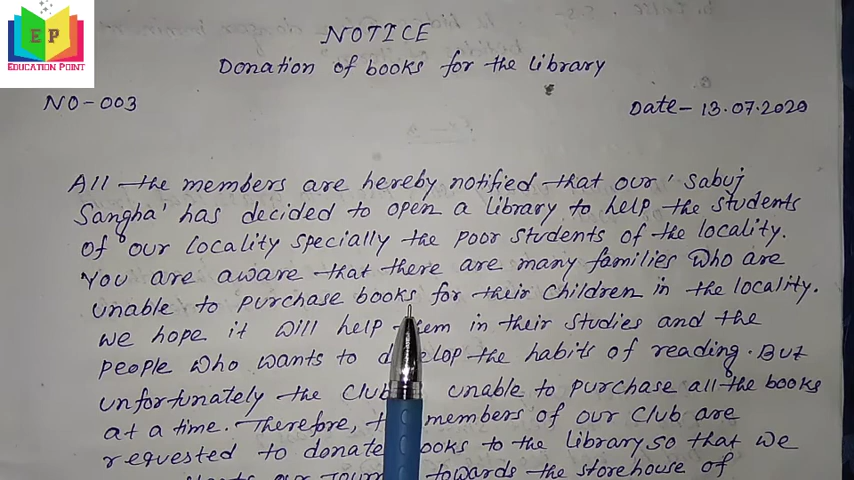 E P
EDUCATION POINT
NOTICE
Donation of books for the library
NO-003
Date- 13.07.2020
All the members are hereby notified that our 'Sabuj
Sangha' has decided to open a library to help the students
of our locality specially the poor students of the locality.
You are aware that there are many families who are
unable to purchase books for their children in the locality.
We hope it will help them in their studies and the
people who wants to develop the habits of reading. But
unfortunately the club unable to purchase all the books
at a time. Therefore, members of our club are
requested to donate books to the library so that we
our towards the storehouse of